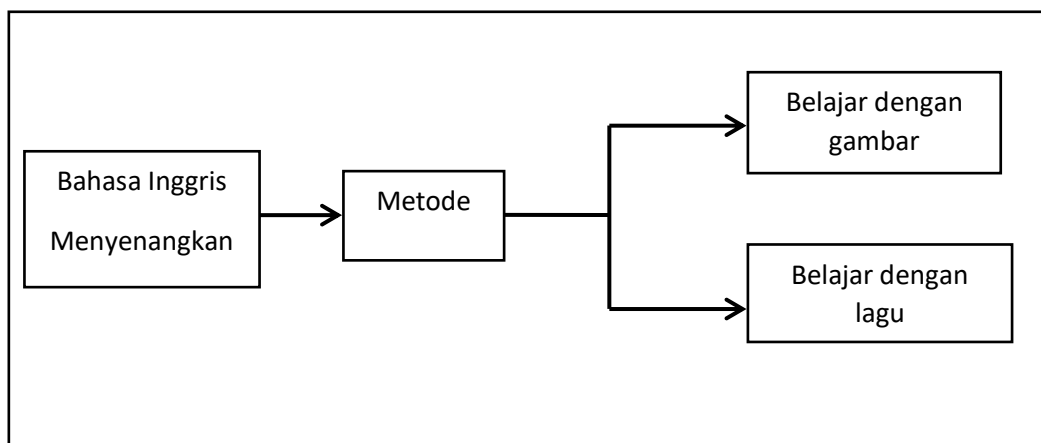 Bahasa Inggris
Menyenangkan
Metode
Belajar dengan
gambar
Belajar dengan
lagu